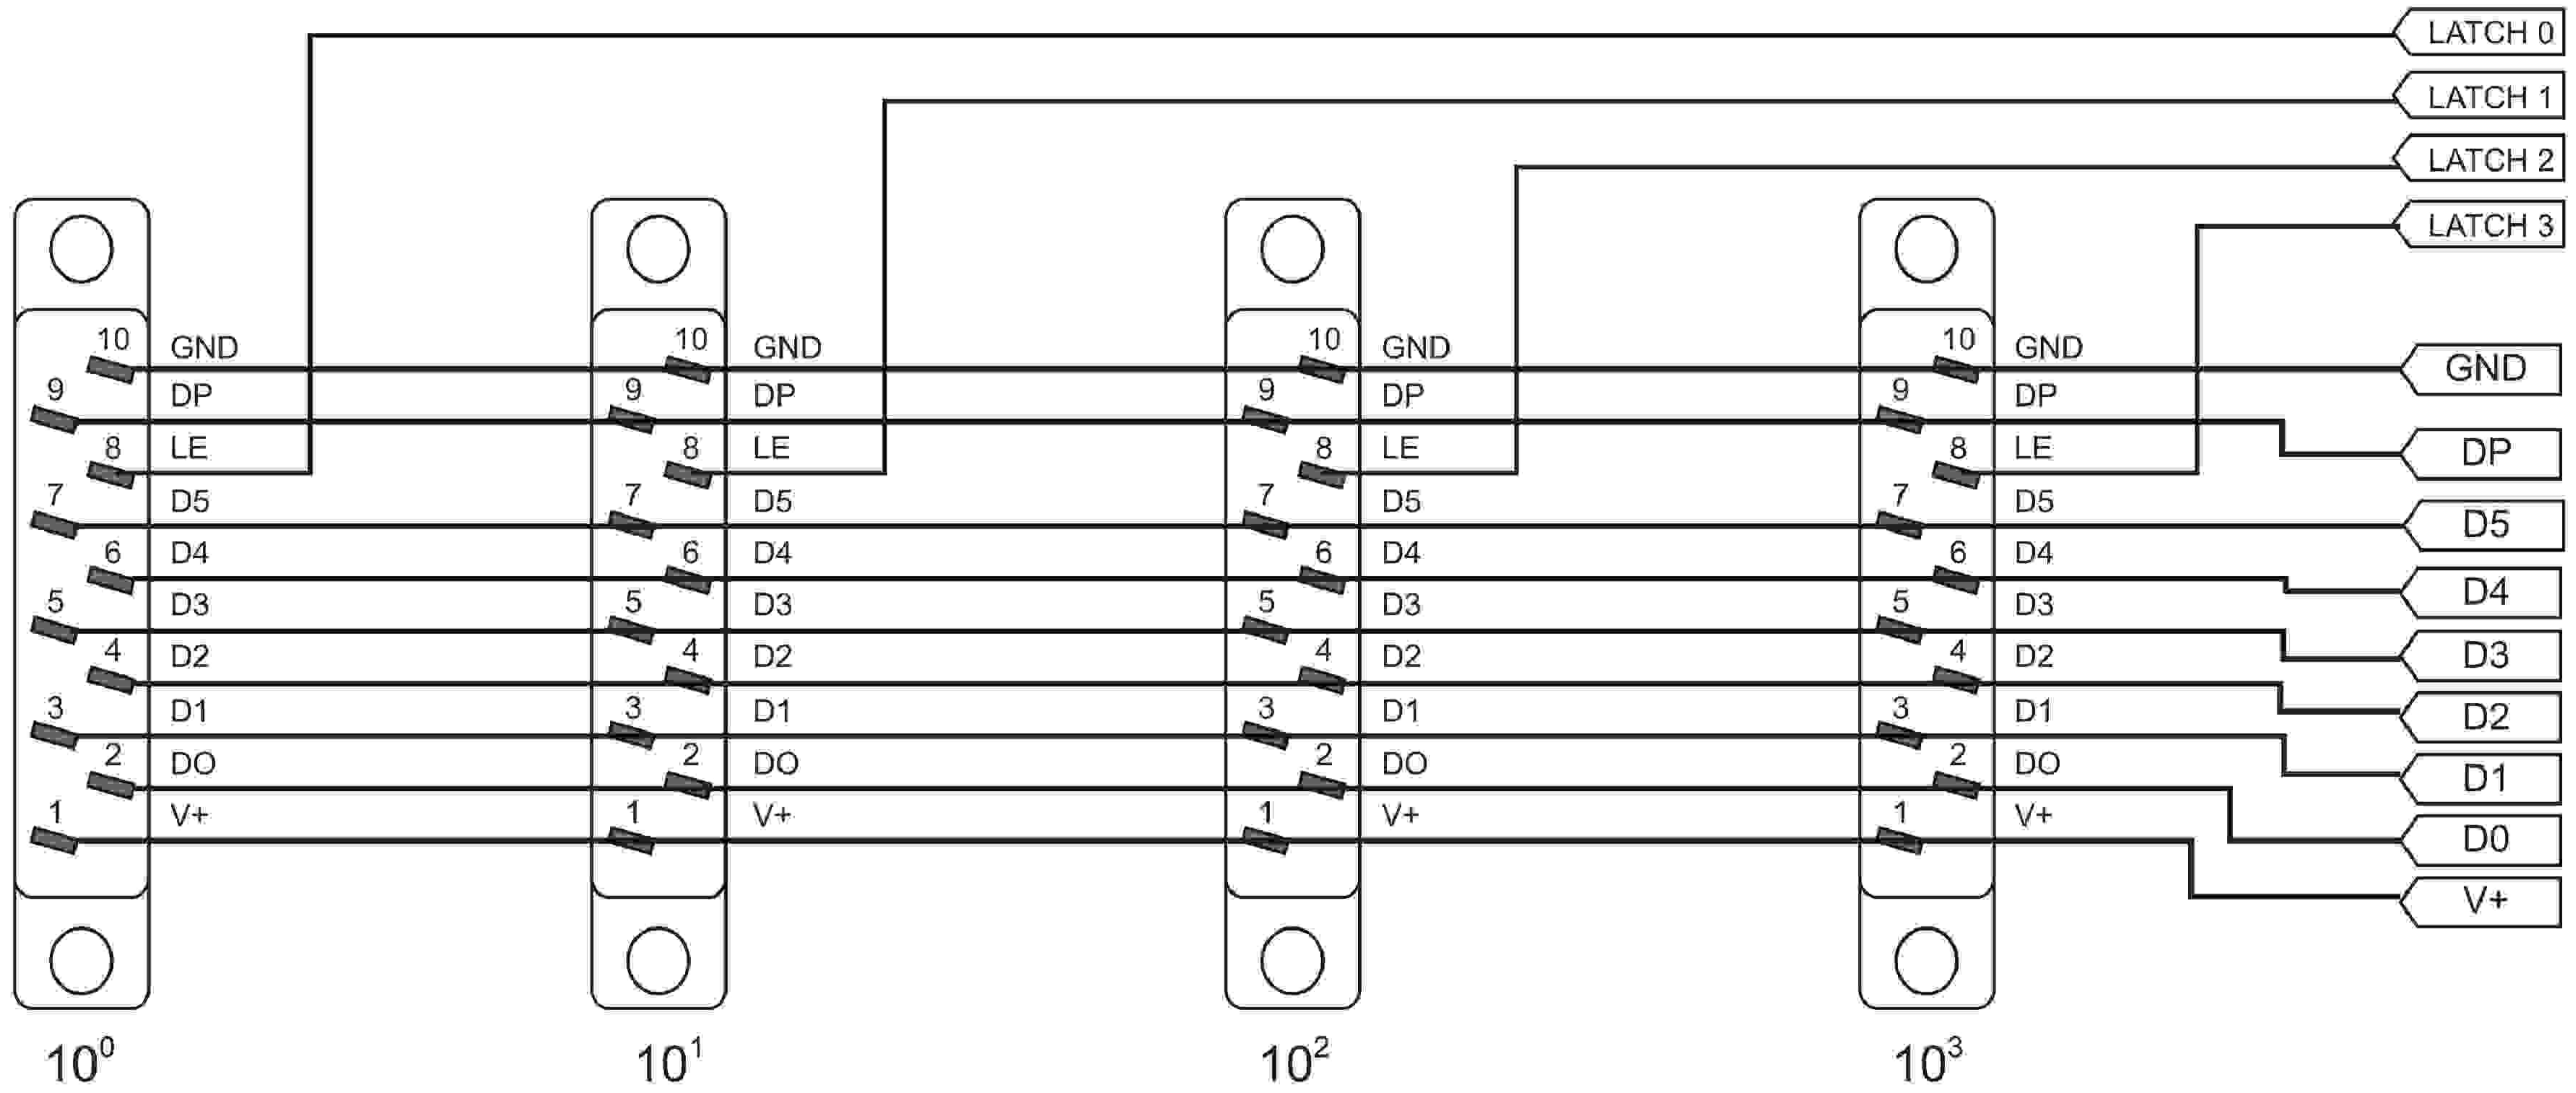 LATCH 0
LATCH 1
LATCH 2
LATCH 3
10 GND 10 GND 10 GND 10 GND GND
9 DP 9 DP 9 DP 9 DP DP
8 LE 8 LE 8 LE 8 LE
7 D5 7 D5 7 D5 7 D5 D5
6 D4 6 D4 6 D4 6 D4 D4
5 D3 5 D3 5 D3 5 D3 D3
4 D2 4 D2 4 D2 4 D2 D2
3 D1 3 D1 3 D1 3 D1 D1
2 DO 2 DO 2 DO 2 DO D0
1 V+ 1 V+ 1 V+ 1 V+ V+
10⁰ 10¹ 10² 10³